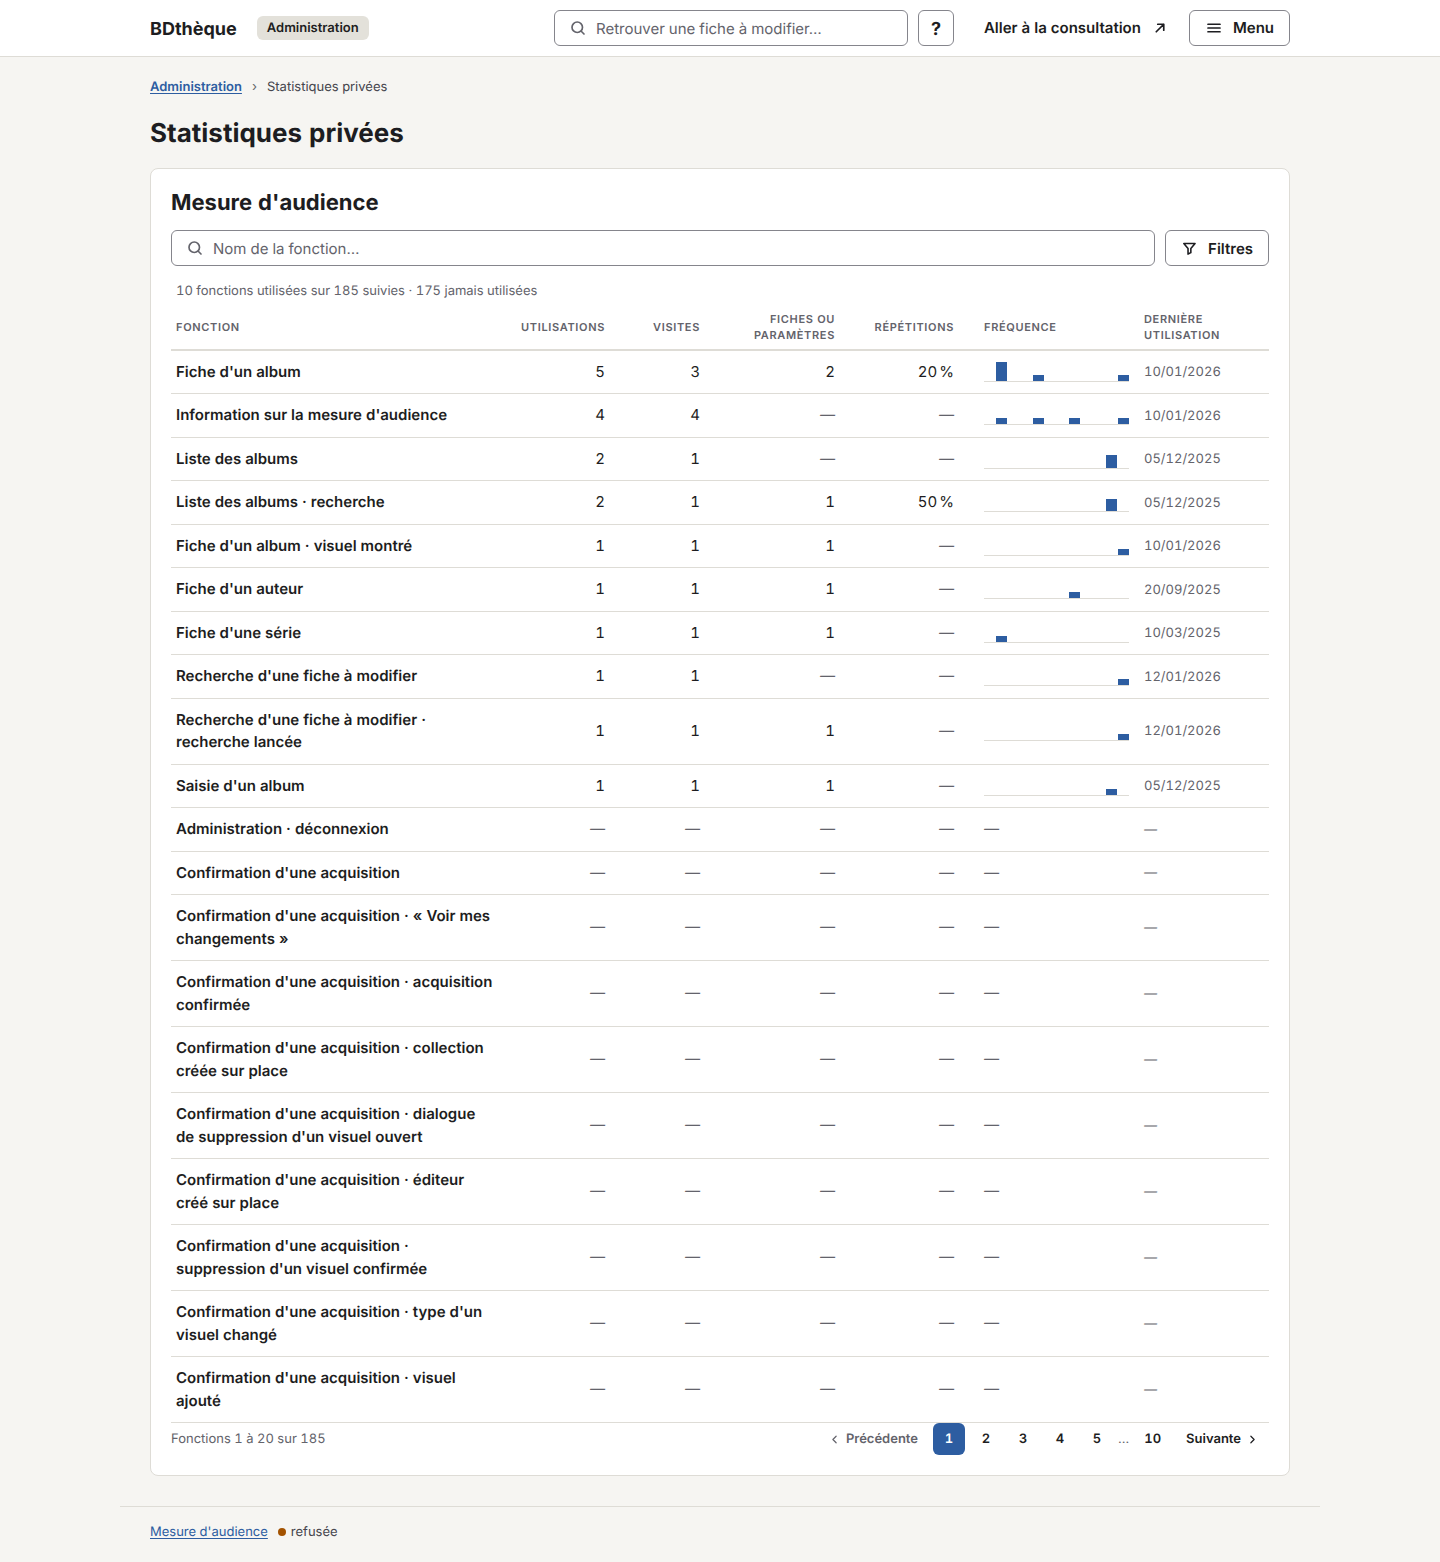 BDthèque Administration Retrouver une fiche à modifier... ? Aller à la consultation Menu
Administration › Statistiques privées
Statistiques privées
Mesure d'audience
Nom de la fonction... Filtres
10 fonctions utilisées sur 185 suivies · 175 jamais utilisées
FONCTION UTILISATIONS VISITES FICHES OU PARAMÈTRES RÉPÉTITIONS FRÉQUENCE DERNIÈRE UTILISATION
Fiche d'un album 5 3 2 20 % 10/01/2026
Information sur la mesure d'audience 4 4 — — 10/01/2026
Liste des albums 2 1 — — 05/12/2025
Liste des albums · recherche 2 1 1 50 % 05/12/2025
Fiche d'un album · visuel montré 1 1 1 — 10/01/2026
Fiche d'un auteur 1 1 1 — 20/09/2025
Fiche d'une série 1 1 1 — 10/03/2025
Recherche d'une fiche à modifier 1 1 — — 12/01/2026
Recherche d'une fiche à modifier ·
recherche lancée 1 1 1 — 12/01/2026
Saisie d'un album 1 1 1 — 05/12/2025
Administration · déconnexion — — — — — —
Confirmation d'une acquisition — — — — — —
Confirmation d'une acquisition · « Voir mes
changements » — — — — — —
Confirmation d'une acquisition · acquisition
confirmée — — — — — —
Confirmation d'une acquisition · collection
créée sur place — — — — — —
Confirmation d'une acquisition · dialogue
de suppression d'un visuel ouvert — — — — — —
Confirmation d'une acquisition · éditeur
créé sur place — — — — — —
Confirmation d'une acquisition ·
suppression d'un visuel confirmée — — — — — —
Confirmation d'une acquisition · type d'un
visuel changé — — — — — —
Confirmation d'une acquisition · visuel
ajouté — — — — — —
Fonctions 1 à 20 sur 185 ‹ Précédente 1 2 3 4 5 ... 10 Suivante ›
Mesure d'audience refusée